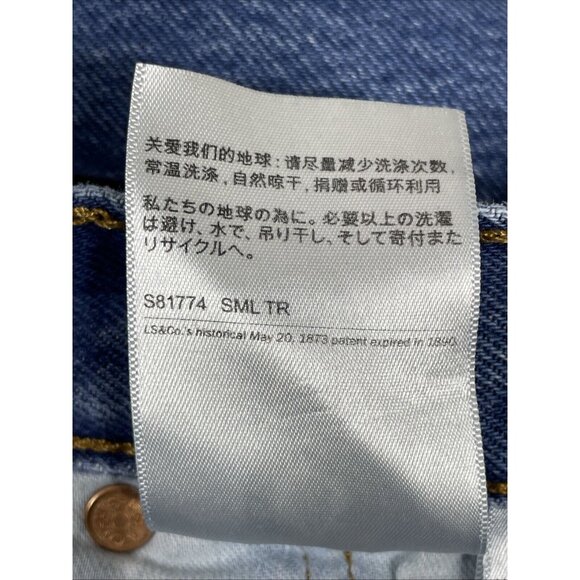 关爱我们的地球：请尽量减少洗涤次数，
常温洗涤，自然晾干，捐赠或循环利用
私たちの地球の為に。必要以上の洗濯
は避け、水で、吊り干し、そして寄付また
リサイクルへ。
S81774 SML TR
LS&Co.'s historical May 20, 1873 patent expired in 1890.